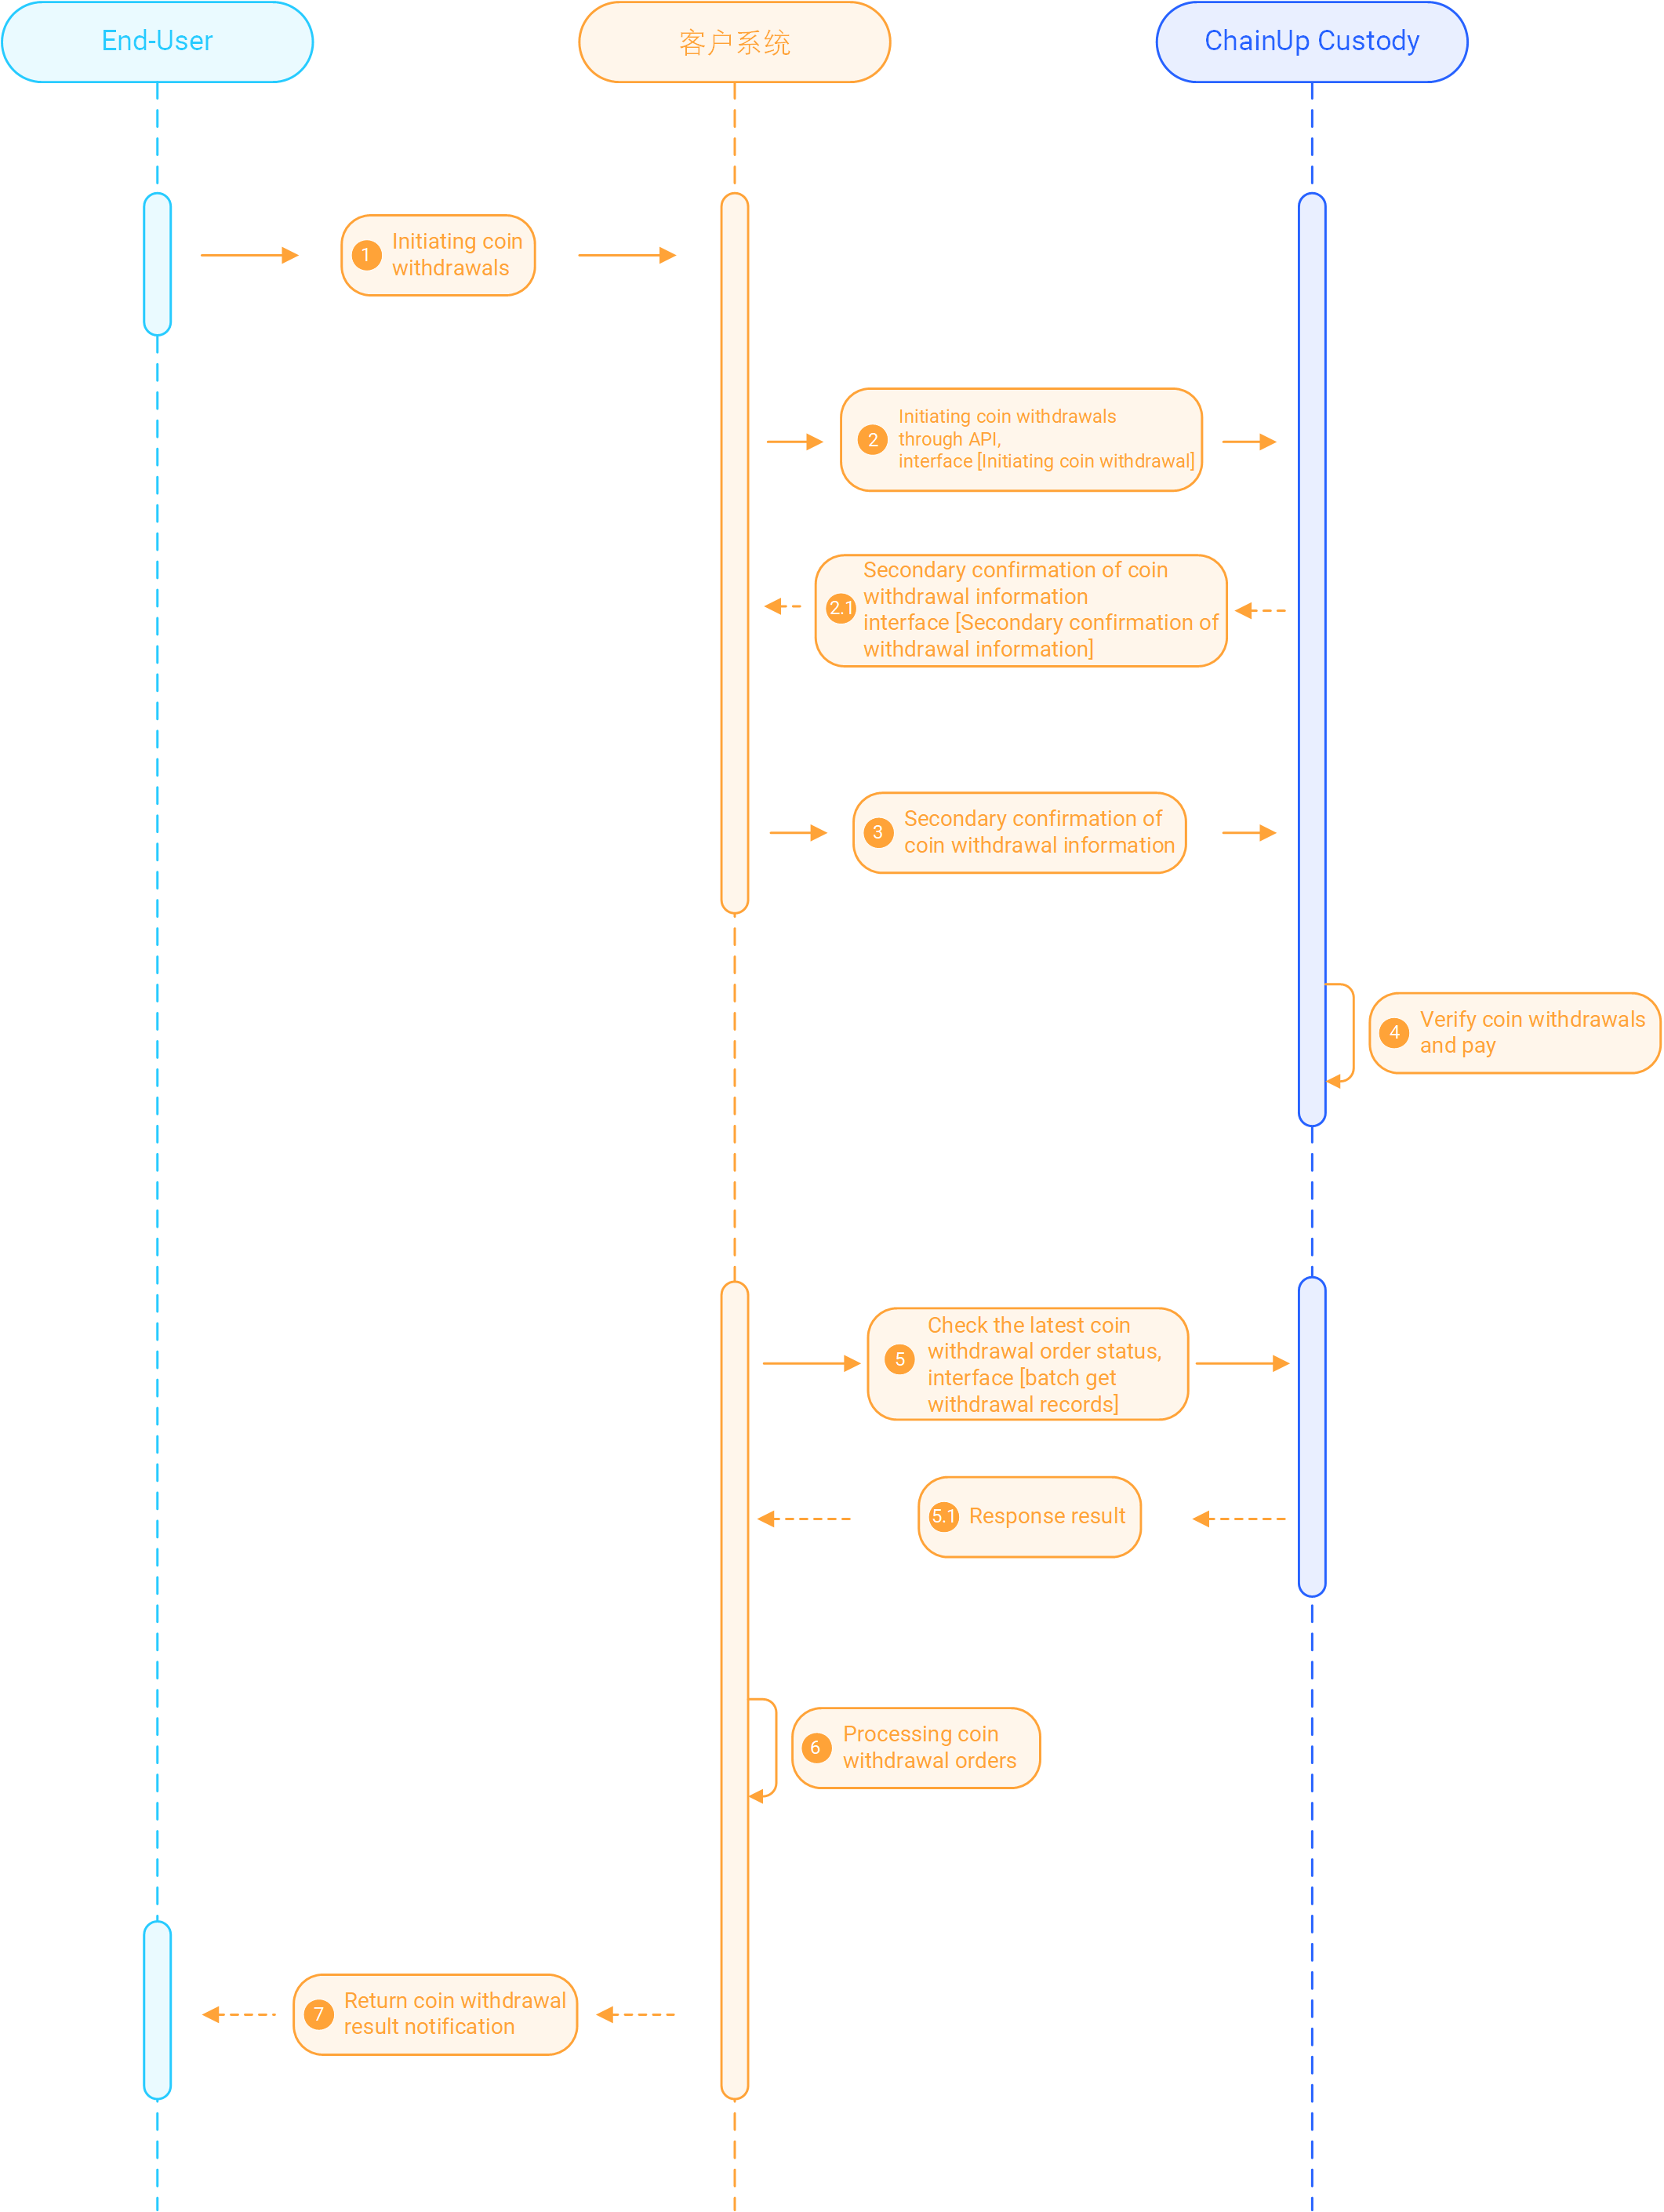 End-User
客户系统
ChainUp Custody
1
Initiating coin
withdrawals
2
Initiating coin withdrawals
through API,
interface [Initiating coin withdrawal]
2.1
Secondary confirmation of coin
withdrawal information
interface [Secondary confirmation of
withdrawal information]
3
Secondary confirmation of
coin withdrawal information
4
Verify coin withdrawals
and pay
5
Check the latest coin
withdrawal order status,
interface [batch get
withdrawal records]
5.1
Response result
6
Processing coin
withdrawal orders
7
Return coin withdrawal
result notification